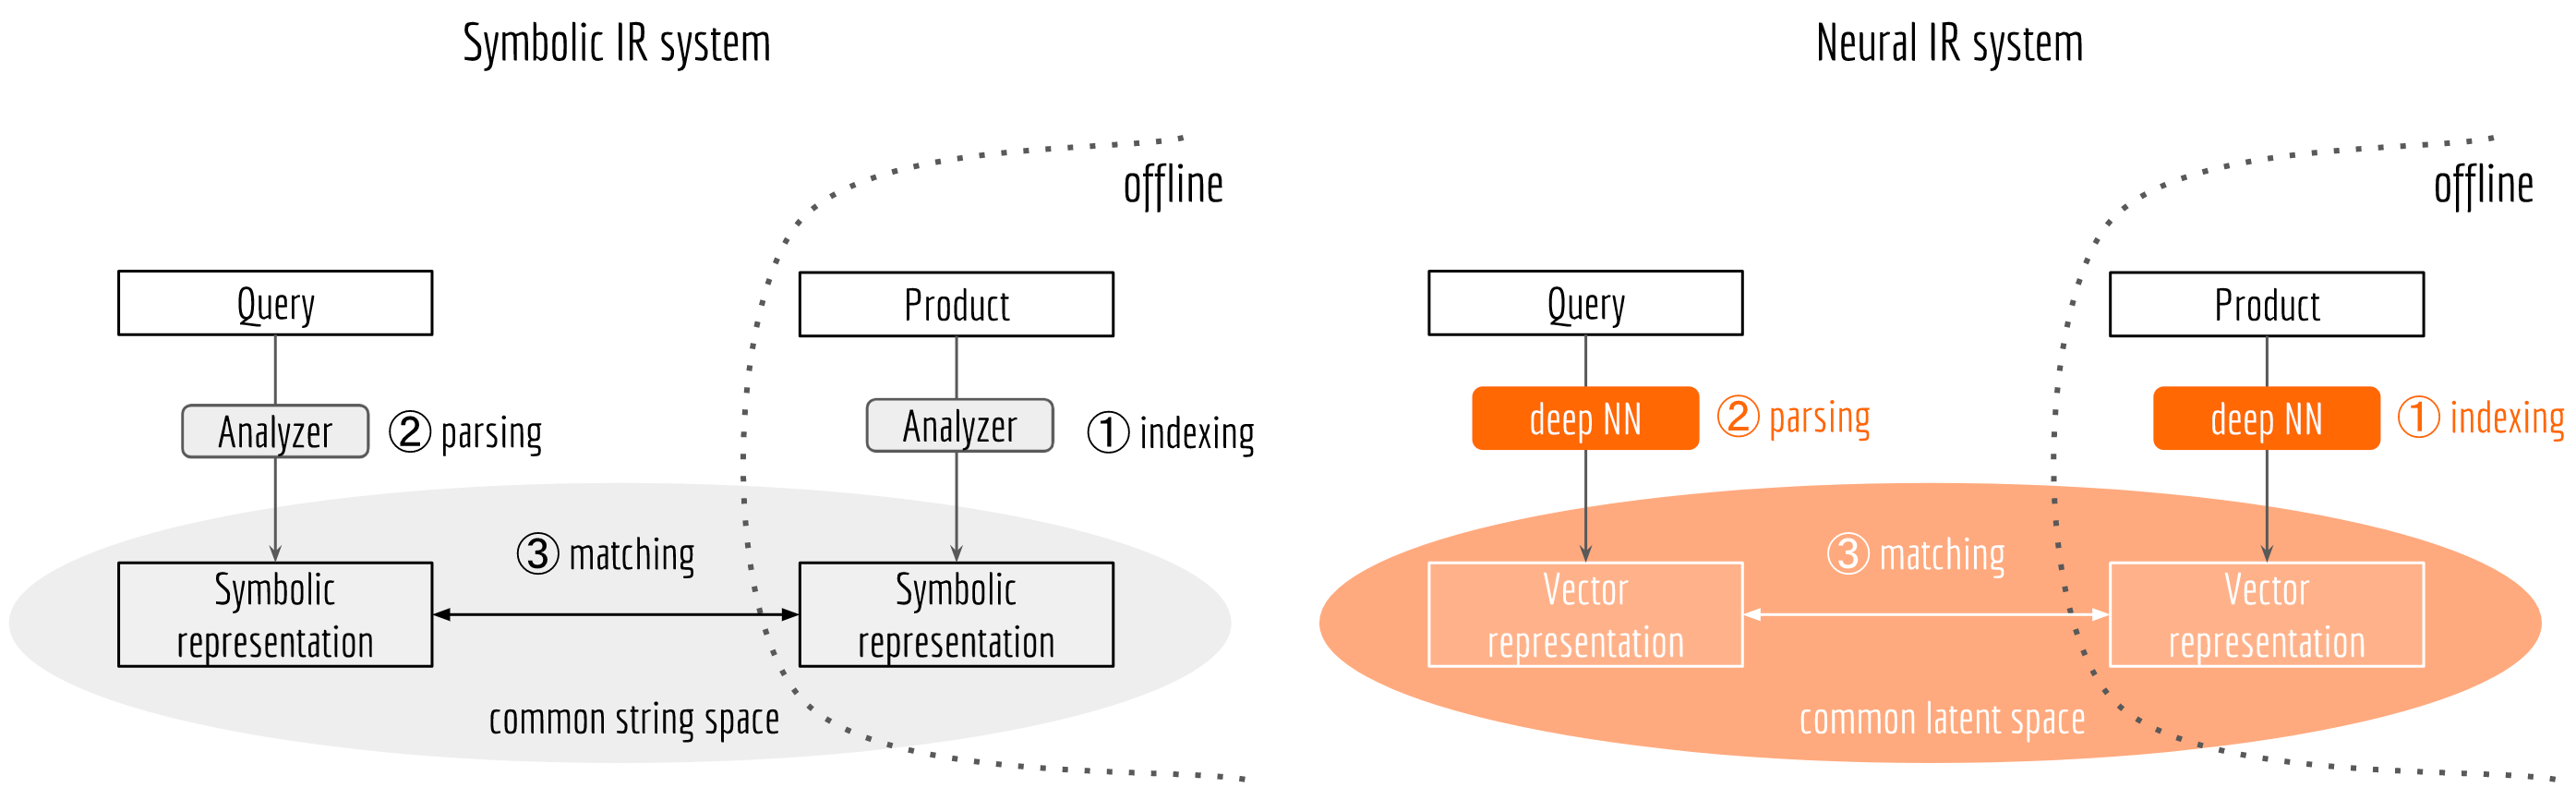 Symbolic IR system
offline
Query
Product
Analyzer
② parsing
Analyzer
① indexing
③ matching
Symbolic
representation
Symbolic
representation
common string space
Neural IR system
offline
Query
Product
deep NN
② parsing
deep NN
① indexing
③ matching
Vector
representation
Vector
representation
common latent space